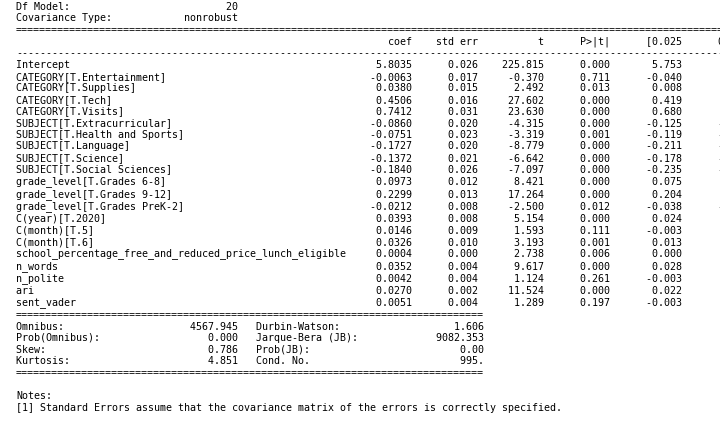 Df Model: 20
Covariance Type: nonrobust
coef std err t P>|t| [0.025
Intercept 5.8035 0.026 225.815 0.000 5.753
CATEGORY[T.Entertainment] -0.0063 0.017 -0.370 0.711 -0.040
CATEGORY[T.Supplies] 0.0380 0.015 2.492 0.013 0.008
CATEGORY[T.Tech] 0.4506 0.016 27.602 0.000 0.419
CATEGORY[T.Visits] 0.7412 0.031 23.630 0.000 0.680
SUBJECT[T.Extracurricular] -0.0860 0.020 -4.315 0.000 -0.125
SUBJECT[T.Health and Sports] -0.0751 0.023 -3.319 0.001 -0.119
SUBJECT[T.Language] -0.1727 0.020 -8.779 0.000 -0.211
SUBJECT[T.Science] -0.1372 0.021 -6.642 0.000 -0.178
SUBJECT[T.Social Sciences] -0.1840 0.026 -7.097 0.000 -0.235
grade_level[T.Grades 6-8] 0.0973 0.012 8.421 0.000 0.075
grade_level[T.Grades 9-12] 0.2299 0.013 17.264 0.000 0.204
grade_level[T.Grades PreK-2] -0.0212 0.008 -2.500 0.012 -0.038
C(year)[T.2020] 0.0393 0.008 5.154 0.000 0.024
C(month)[T.5] 0.0146 0.009 1.593 0.111 -0.003
C(month)[T.6] 0.0326 0.010 3.193 0.001 0.013
school_percentage_free_and_reduced_price_lunch_eligible 0.0004 0.000 2.738 0.006 0.000
n_words 0.0352 0.004 9.617 0.000 0.028
n_polite 0.0042 0.004 1.124 0.261 -0.003
ari 0.0270 0.002 11.524 0.000 0.022
sent_vader 0.0051 0.004 1.289 0.197 -0.003
Omnibus: 4567.945 Durbin-Watson: 1.606
Prob(Omnibus): 0.000 Jarque-Bera (JB): 9082.353
Skew: 0.786 Prob(JB): 0.00
Kurtosis: 4.851 Cond. No. 995.
Notes:
[1] Standard Errors assume that the covariance matrix of the errors is correctly specified.